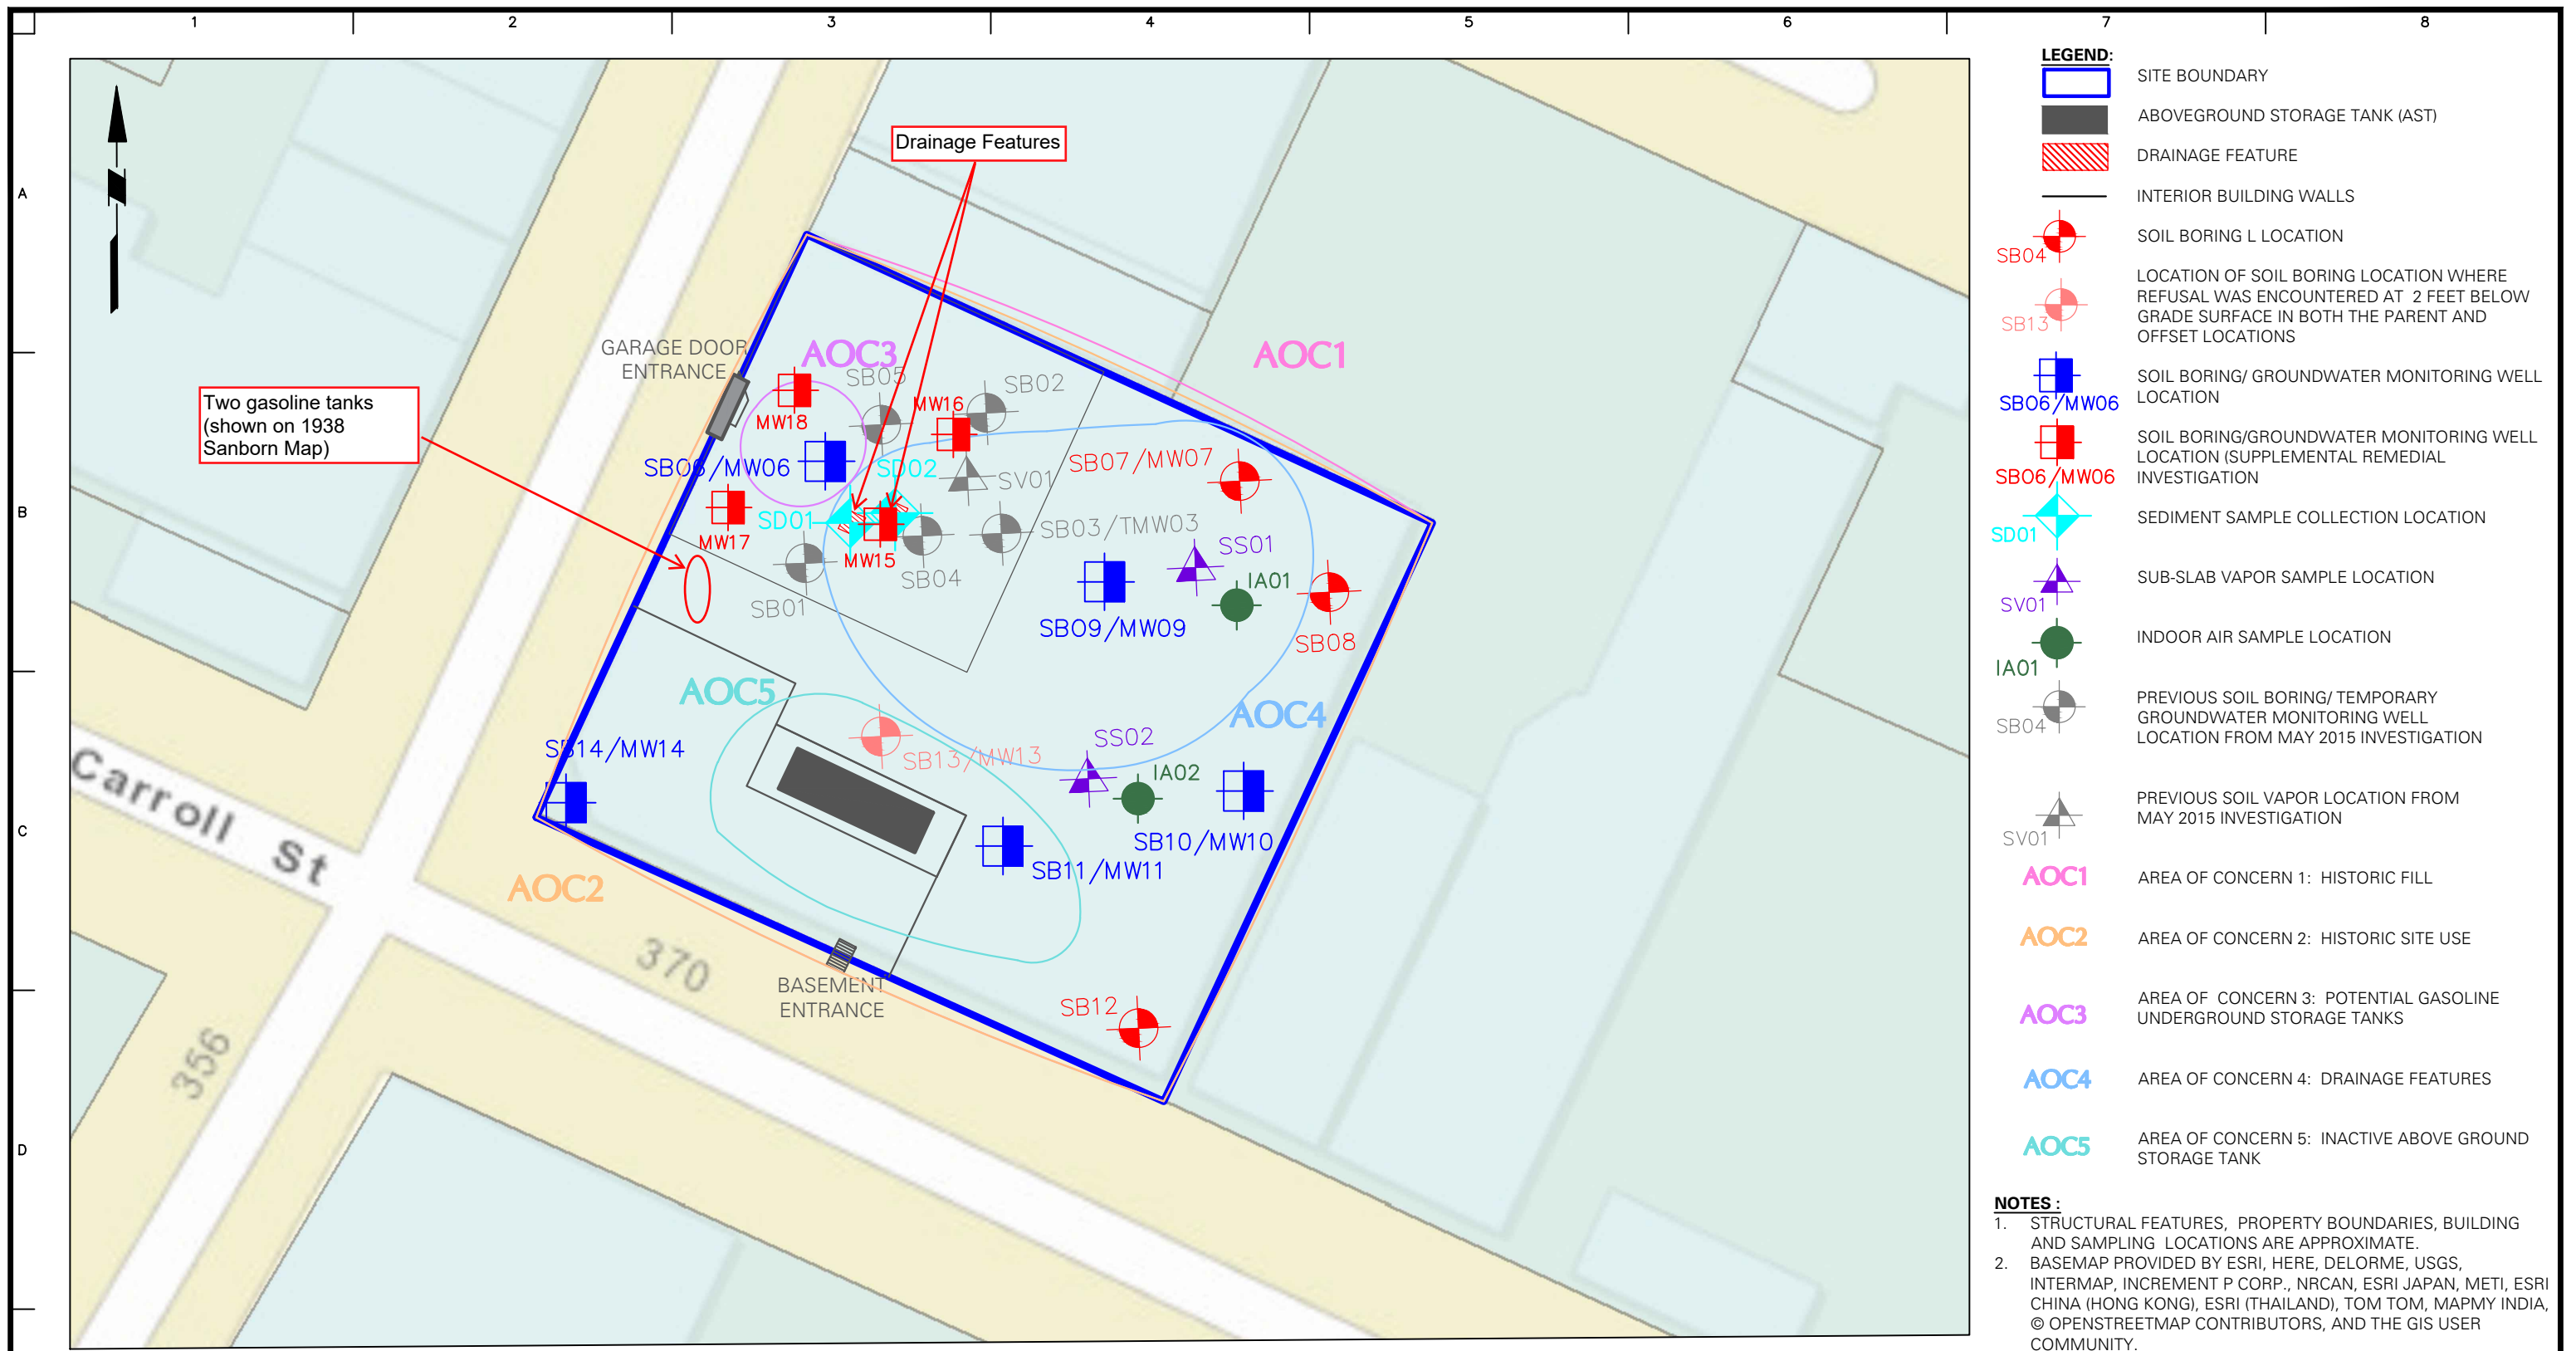 1 2 3 4 5 6 7 8
A
B
C
D
Drainage Features
GARAGE DOOR
ENTRANCE
Two gasoline tanks
(shown on 1938
Sanborn Map)
AOC3
AOC1
SB05
SB02
MW16
MW18
SB06/MW06
SD02
SV01
SB07/MW07
SD01
MW17
MW15
SB03/TMW03
SB04
SB01
SS01
IA01
SB09/MW09
SB08
AOC5
AOC4
SB14/MW14
SB13/MW13
SS02
IA02
SB10/MW10
SB11/MW11
Carroll St
AOC2
370
BASEMENT
ENTRANCE
SB12
356
LEGEND:
SITE BOUNDARY
ABOVEGROUND STORAGE TANK (AST)
DRAINAGE FEATURE
INTERIOR BUILDING WALLS
SB04
SOIL BORING L LOCATION
SB13
LOCATION OF SOIL BORING LOCATION WHERE
REFUSAL WAS ENCOUNTERED AT 2 FEET BELOW
GRADE SURFACE IN BOTH THE PARENT AND
OFFSET LOCATIONS
SB06/MW06
SOIL BORING/ GROUNDWATER MONITORING WELL
LOCATION
SB06/MW06
SOIL BORING/GROUNDWATER MONITORING WELL
LOCATION (SUPPLEMENTAL REMEDIAL
INVESTIGATION
SD01
SEDIMENT SAMPLE COLLECTION LOCATION
SV01
SUB-SLAB VAPOR SAMPLE LOCATION
IA01
INDOOR AIR SAMPLE LOCATION
SB04
PREVIOUS SOIL BORING/ TEMPORARY
GROUNDWATER MONITORING WELL
LOCATION FROM MAY 2015 INVESTIGATION
SV01
PREVIOUS SOIL VAPOR LOCATION FROM
MAY 2015 INVESTIGATION
AOC1 AREA OF CONCERN 1: HISTORIC FILL
AOC2 AREA OF CONCERN 2: HISTORIC SITE USE
AOC3 AREA OF CONCERN 3: POTENTIAL GASOLINE
UNDERGROUND STORAGE TANKS
AOC4 AREA OF CONCERN 4: DRAINAGE FEATURES
AOC5 AREA OF CONCERN 5: INACTIVE ABOVE GROUND
STORAGE TANK
NOTES :
1. STRUCTURAL FEATURES, PROPERTY BOUNDARIES, BUILDING
AND SAMPLING LOCATIONS ARE APPROXIMATE.
2. BASEMAP PROVIDED BY ESRI, HERE, DELORME, USGS,
INTERMAP, INCREMENT P CORP., NRCAN, ESRI JAPAN, METI, ESRI
CHINA (HONG KONG), ESRI (THAILAND), TOM TOM, MAPMY INDIA,
© OPENSTREETMAP CONTRIBUTORS, AND THE GIS USER
COMMUNITY.